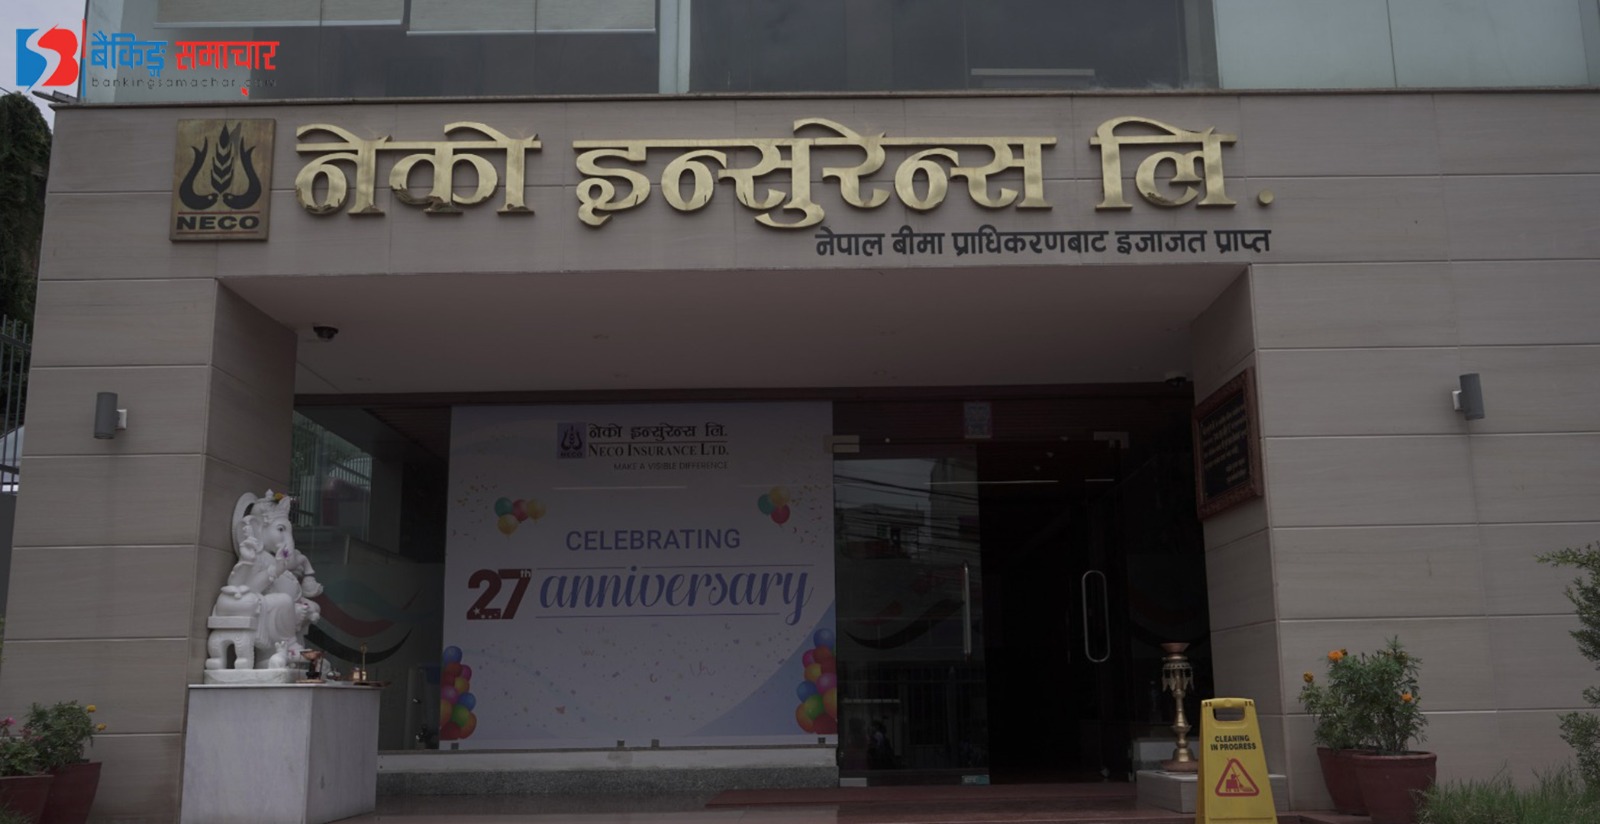 बैंकिङ्ग समाचार
bankingsamachar.com
नेको इन्सुरेन्स लि.
NECO
नेपाल बीमा प्राधिकरणबाट इजाजत प्राप्त
नेको इन्सुरेन्स लि.
NECO
NECO INSURANCE LTD.
MAKE A VISIBLE DIFFERENCE
CELEBRATING
27th anniversary
CLEANING
IN PROGRESS